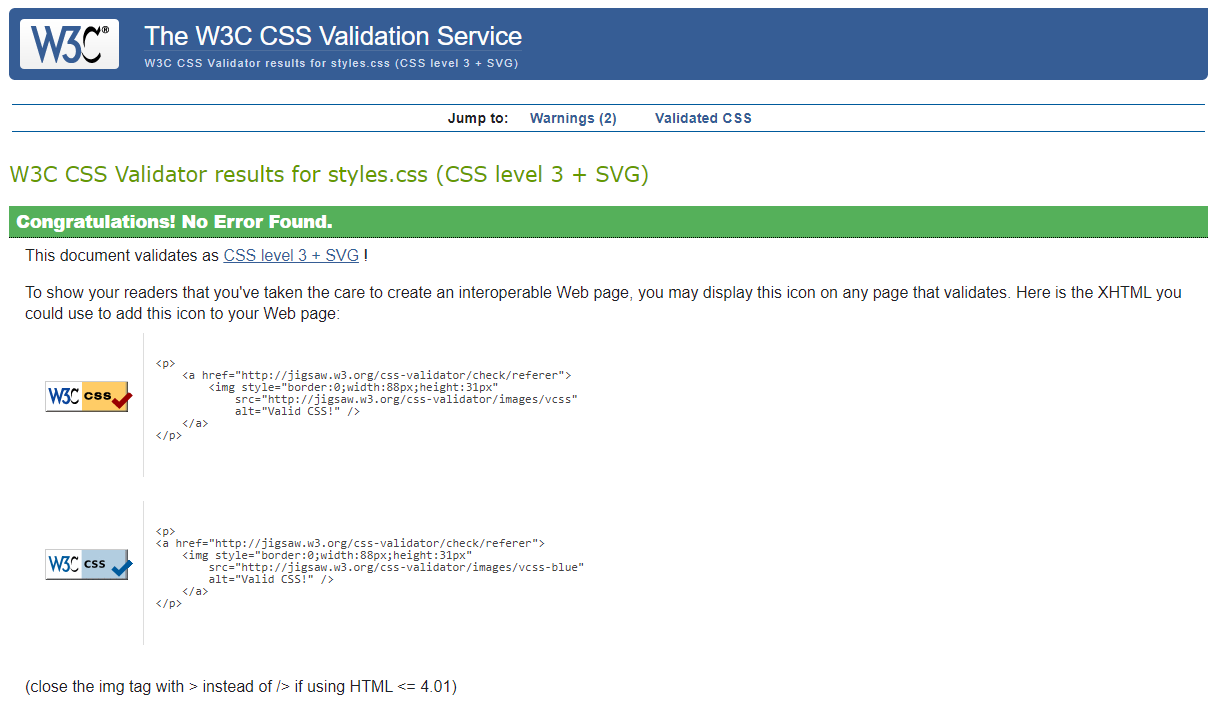 W3C® The W3C CSS Validation Service
W3C CSS Validator results for styles.css (CSS level 3 + SVG)
Jump to: Warnings (2) Validated CSS
W3C CSS Validator results for styles.css (CSS level 3 + SVG)
Congratulations! No Error Found.
This document validates as CSS level 3 + SVG !
To show your readers that you've taken the care to create an interoperable Web page, you may display this icon on any page that validates. Here is the XHTML you
could use to add this icon to your Web page:
<p>
<a href="http://jigsaw.w3.org/css-validator/check/referer">
<img style="border:0;width:88px;height:31px"
W3C css
src="http://jigsaw.w3.org/css-validator/images/vcss"
alt="Valid CSS!" />
</a>
</p>
<p>
<a href="http://jigsaw.w3.org/css-validator/check/referer">
<img style="border:0;width:88px;height:31px"
W3C css
src="http://jigsaw.w3.org/css-validator/images/vcss-blue"
alt="Valid CSS!" />
</a>
</p>
(close the img tag with > instead of /> if using HTML <= 4.01)